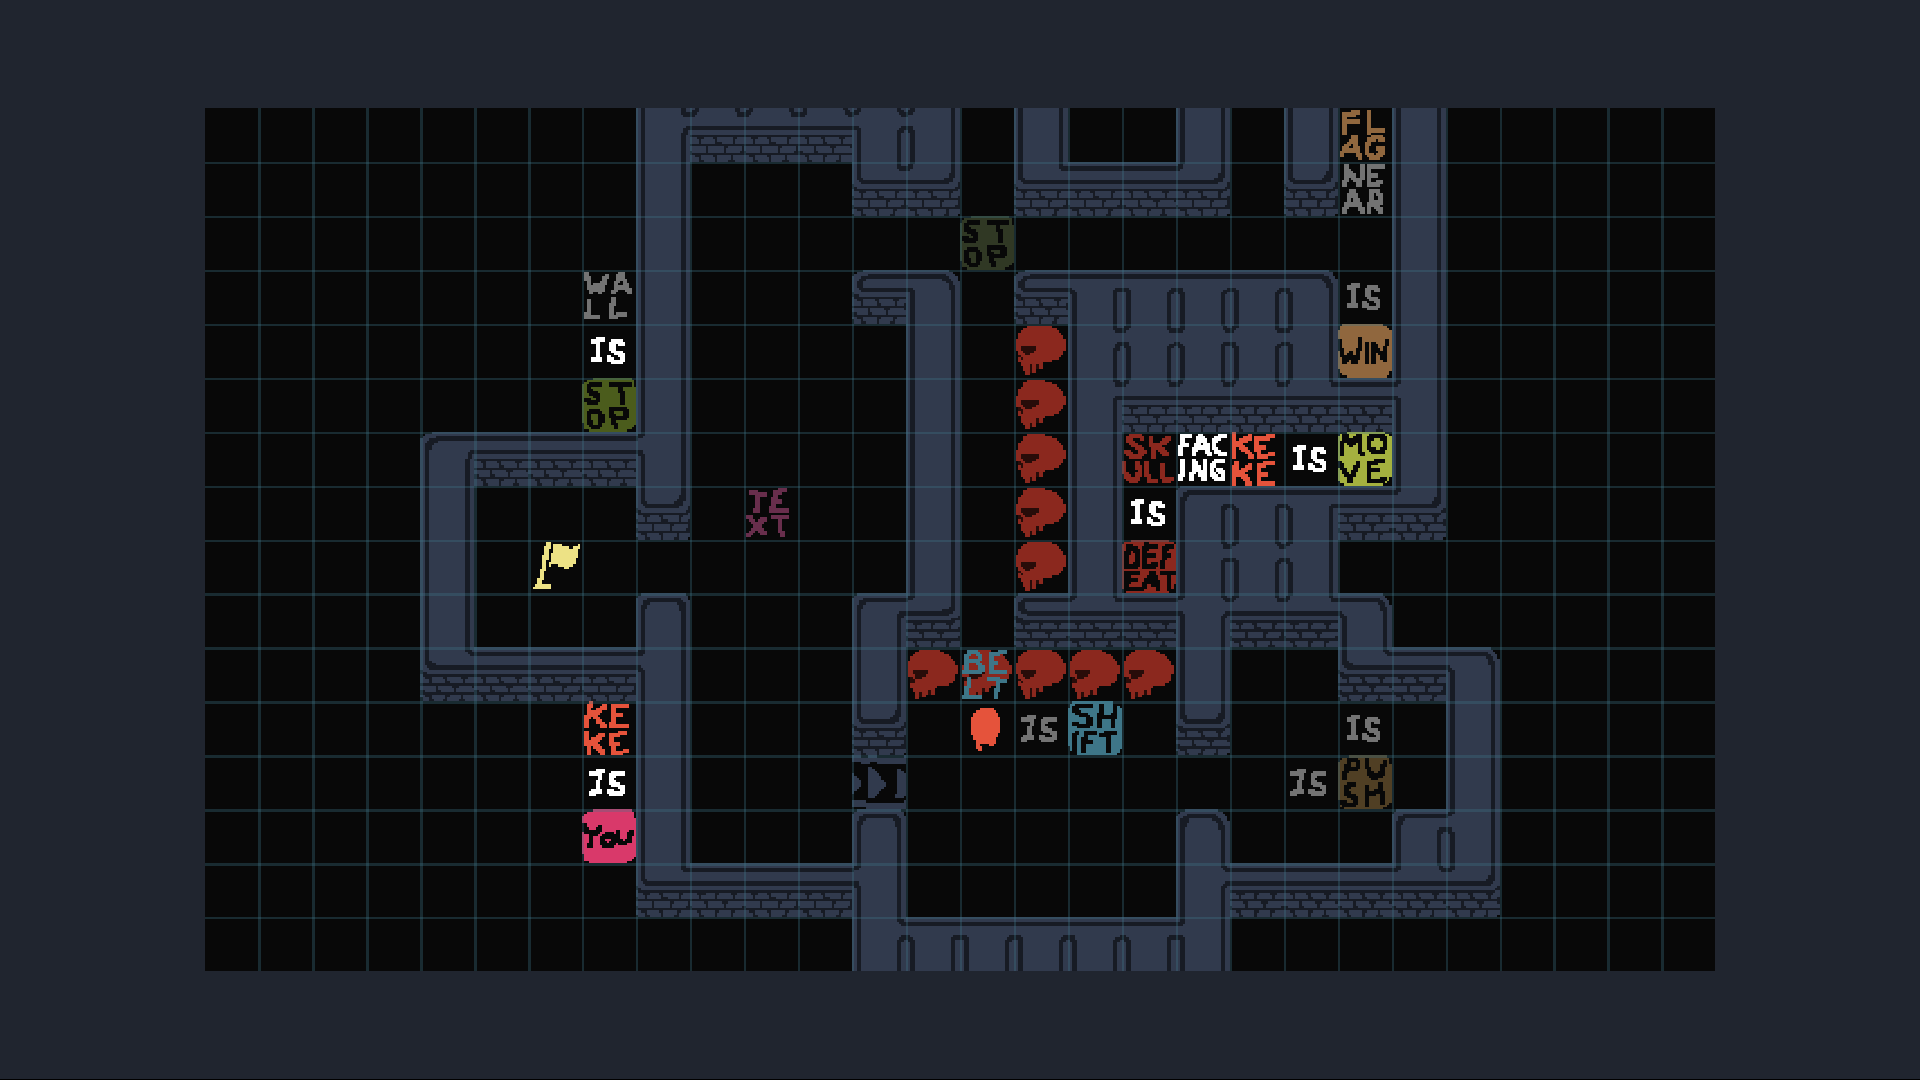 FLAG
NEAR
STOP
WALL IS
IS WIN
STOP
SKULL FACING KEKE IS MOVE
TEXT IS
DEFEAT
BELT
KEKE IS SHIFT IS
IS IS PUSH
YOU